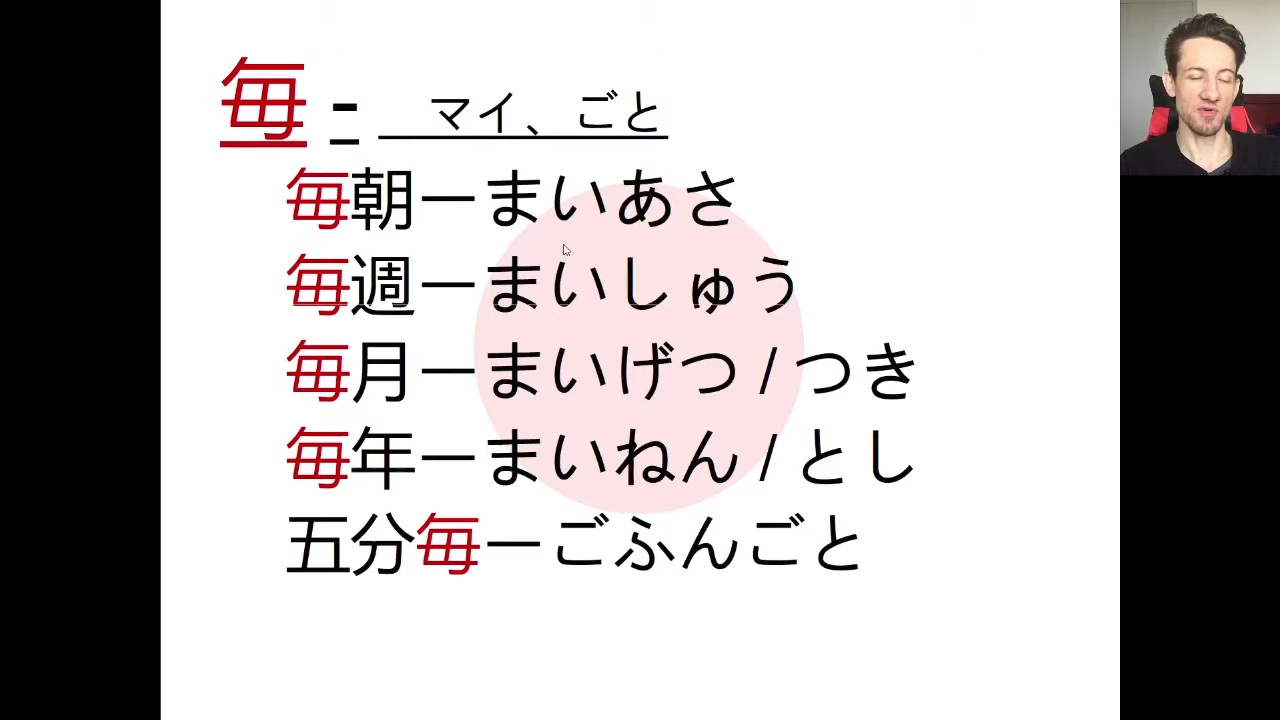 毎 = マイ、ごと
毎朝ーまいあさ
毎週ーまいしゅう
毎月ーまいげつ / つき
毎年ーまいねん / とし
五分毎ーごふんごと